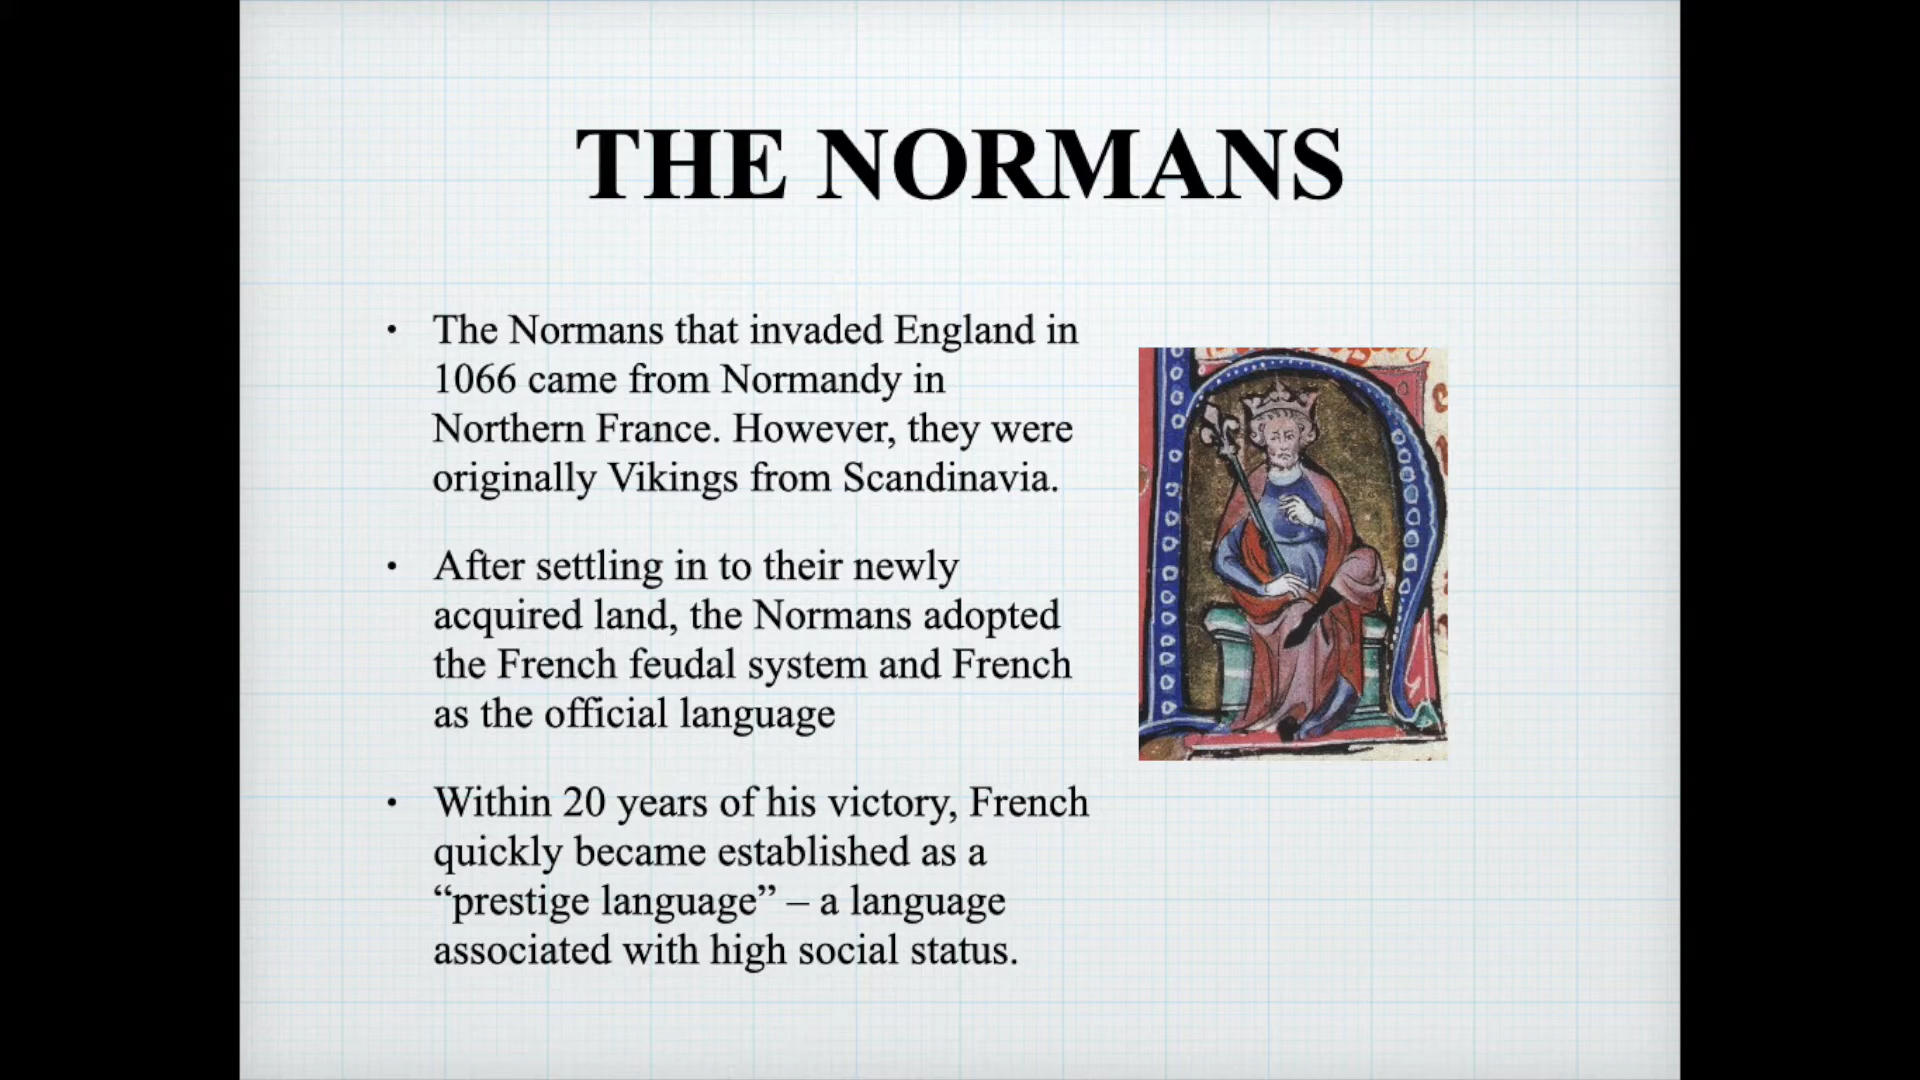 THE NORMANS
• The Normans that invaded England in
1066 came from Normandy in
Northern France. However, they were
originally Vikings from Scandinavia.
• After settling in to their newly
acquired land, the Normans adopted
the French feudal system and French
as the official language
• Within 20 years of his victory, French
quickly became established as a
“prestige language” – a language
associated with high social status.